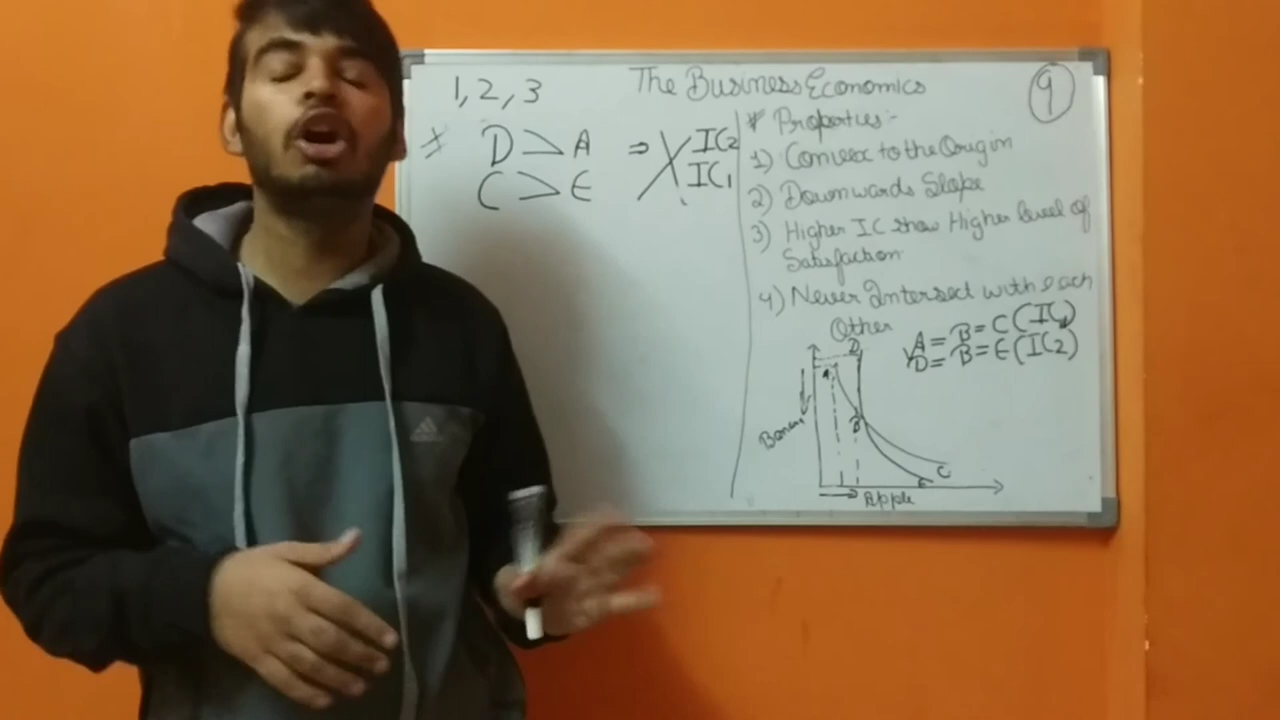 1, 2, 3
The Business Economics
9
# D > A ⇒ IC2
C > E IC1
# Properties:-
1) Convex to the Origin
2) Downwards Slope
3) Higher IC show Higher level of
Satisfaction
4) Never Intersect with each
Other
A = B = C (IC1)
D = B = E (IC2)
D
A
B
C
E
Apple